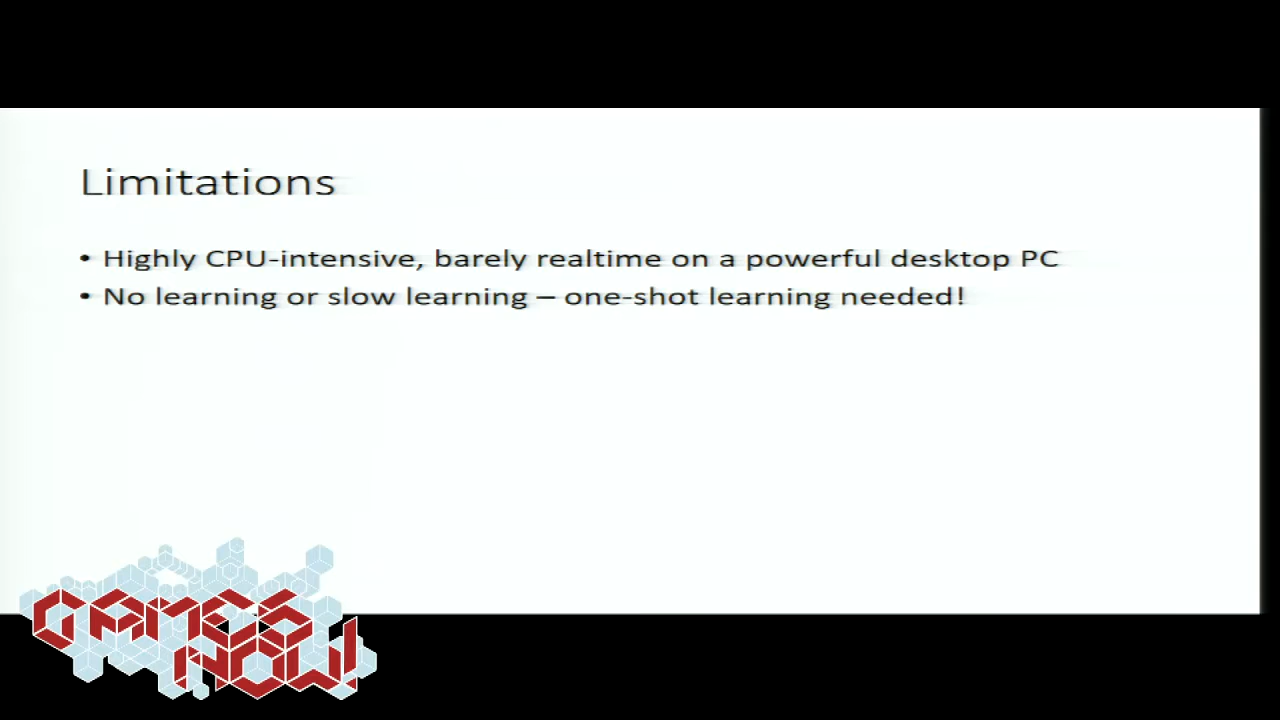 Limitations
• Highly CPU-intensive, barely realtime on a powerful desktop PC
• No learning or slow learning – one-shot learning needed!
GAMES
NOW!